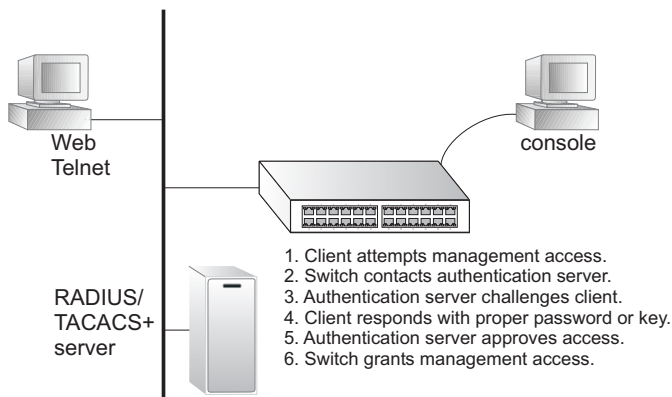 Web
Telnet
console
RADIUS/
TACACS+
server
1. Client attempts management access.
2. Switch contacts authentication server.
3. Authentication server challenges client.
4. Client responds with proper password or key.
5. Authentication server approves access.
6. Switch grants management access.